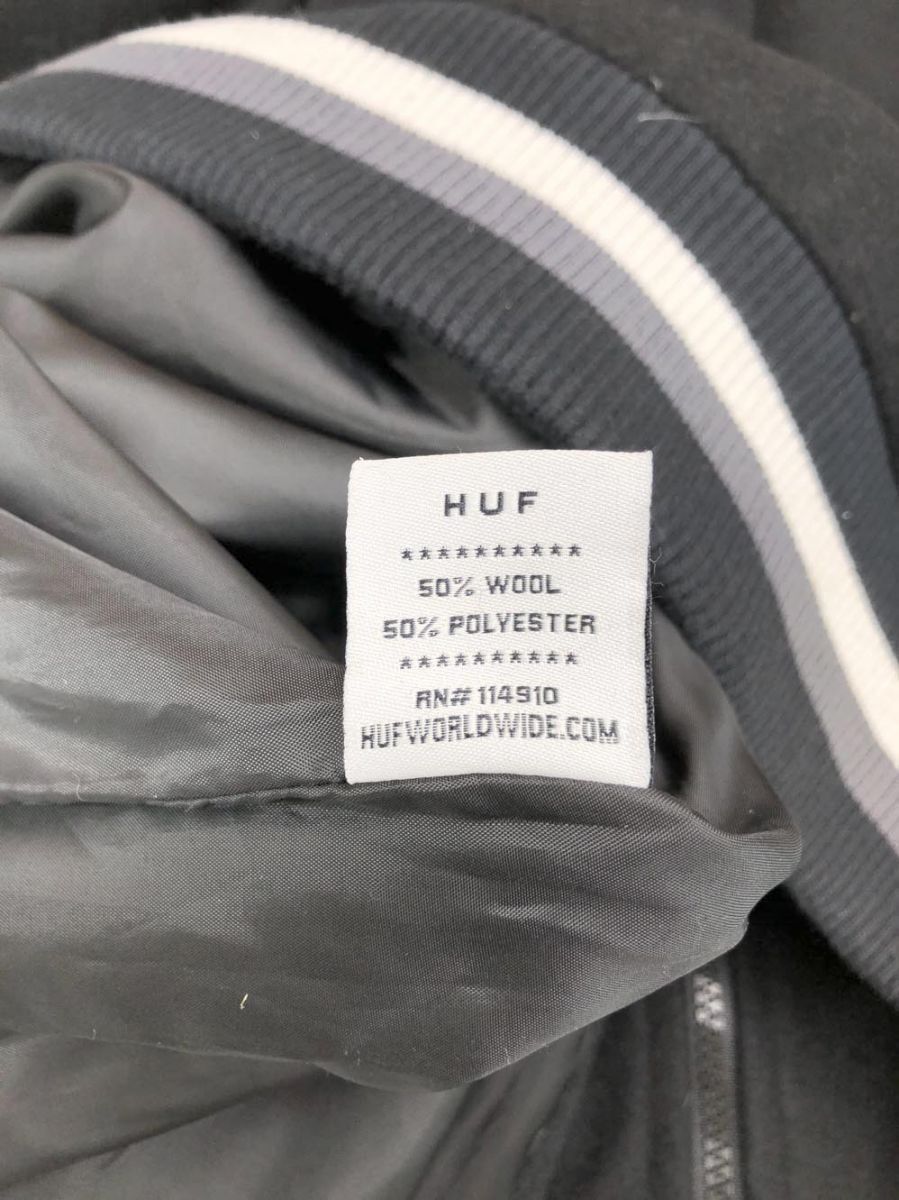 HUF
**********
50% WOOL
50% POLYESTER
**********
RN# 114910
HUFWORLDWIDE.COM